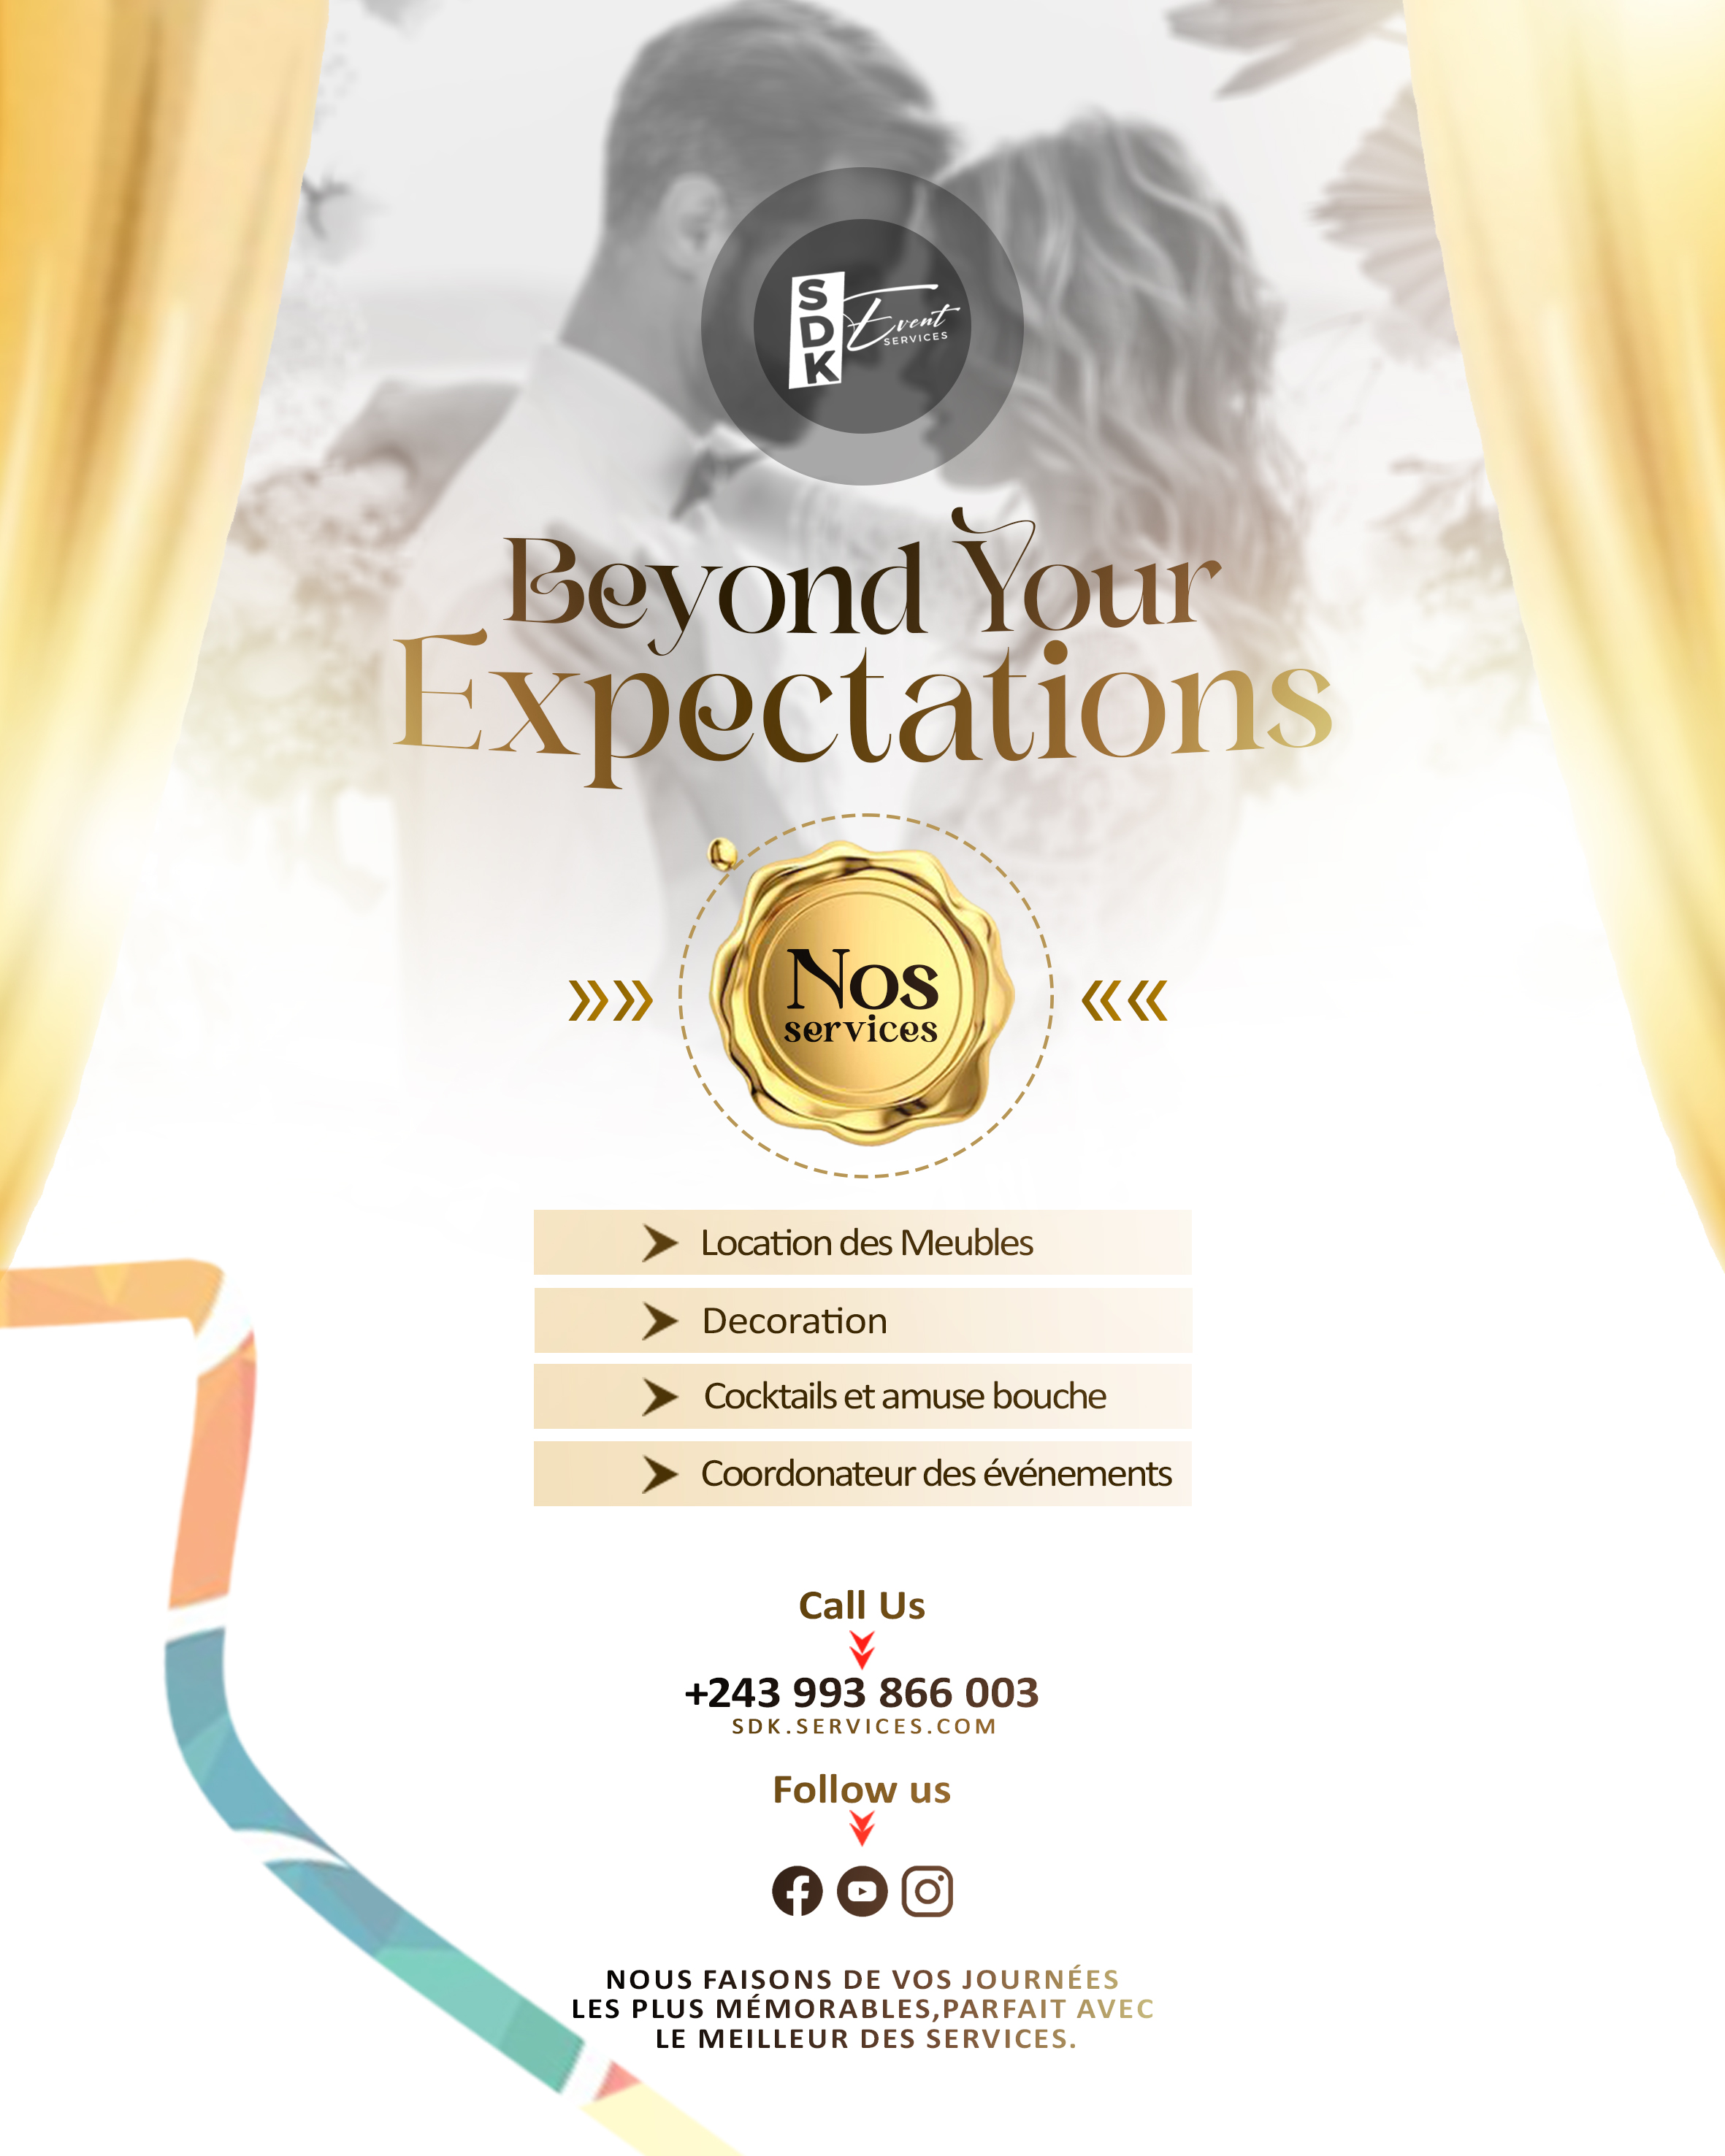 SDK
Event
SERVICES
Beyond Your
Expectations
Nos
services
Location des Meubles
Decoration
Cocktails et amuse bouche
Coordonateur des événements
Call Us
+243 993 866 003
SDK.SERVICES.COM
Follow us
NOUS FAISONS DE VOS JOURNÉES
LES PLUS MÉMORABLES,PARFAIT AVEC
LE MEILLEUR DES SERVICES.